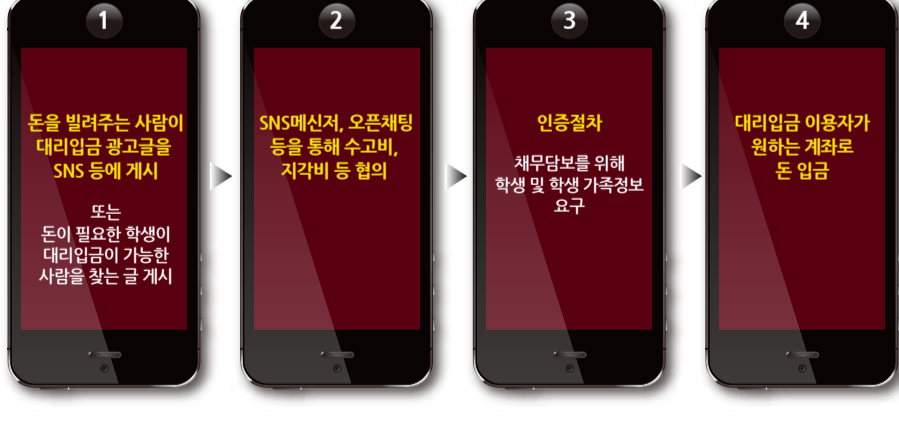 1
돈을 빌려주는 사람이
대리입금 광고글을
SNS 등에 게시
또는
돈이 필요한 학생이
대리입금이 가능한
사람을 찾는 글 게시
2
SNS메신저, 오픈채팅
등을 통해 수고비,
지각비 등 협의
3
인증절차
채무담보를 위해
학생 및 학생 가족정보
요구
4
대리입금 이용자가
원하는 계좌로
돈 입금